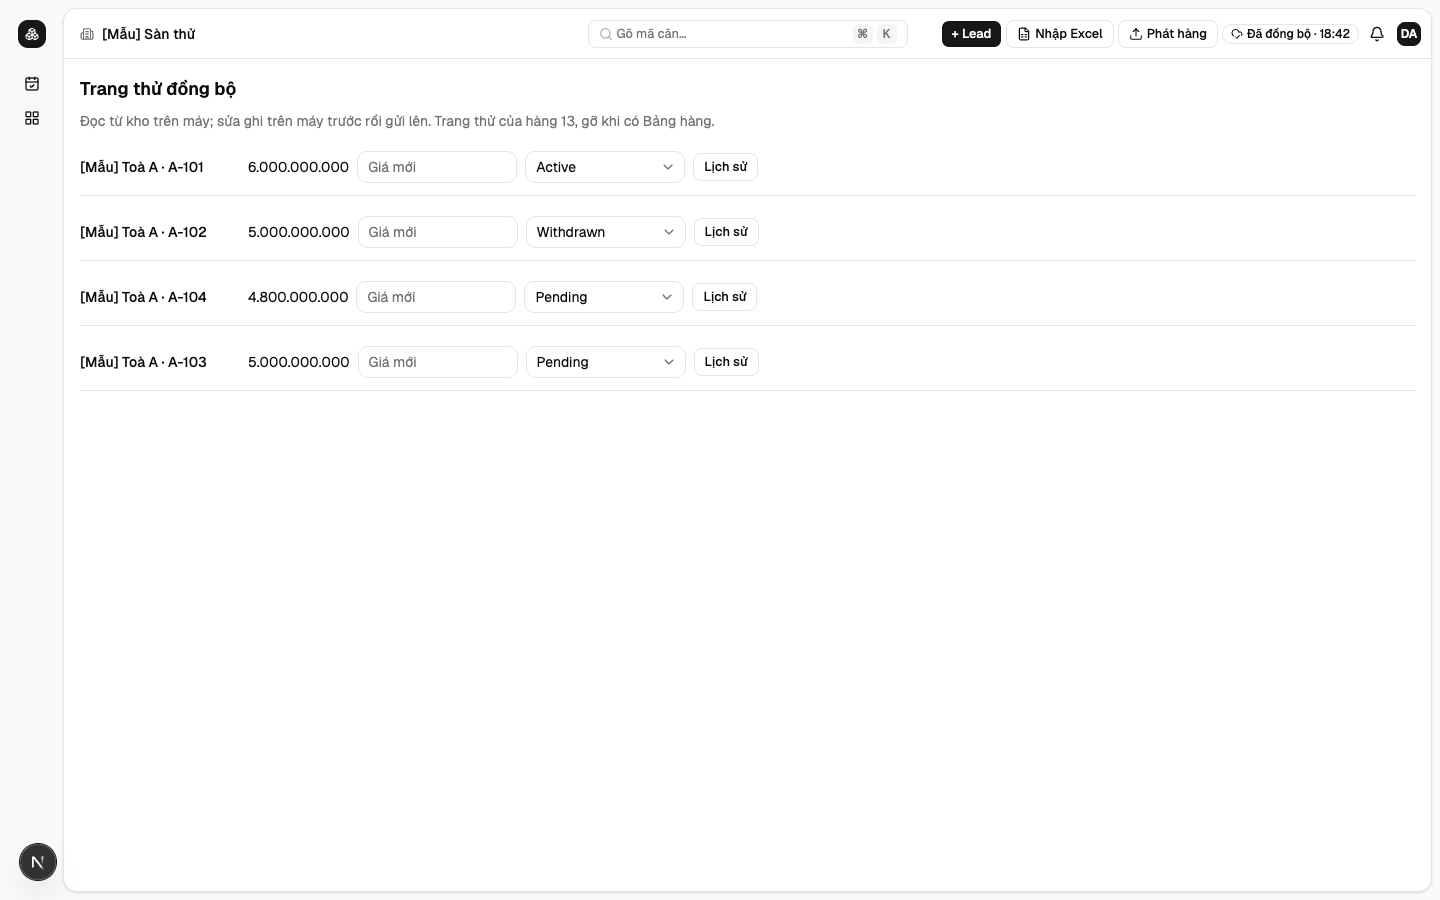 [Mẫu] Sàn thử
Gõ mã căn...
⌘ K
+ Lead
Nhập Excel
Phát hàng
Đã đồng bộ · 18:42
DA
Trang thử đồng bộ
Đọc từ kho trên máy; sửa ghi trên máy trước rồi gửi lên. Trang thử của hàng 13, gỡ khi có Bảng hàng.
[Mẫu] Toà A · A-101 6.000.000.000 Giá mới Active Lịch sử
[Mẫu] Toà A · A-102 5.000.000.000 Giá mới Withdrawn Lịch sử
[Mẫu] Toà A · A-104 4.800.000.000 Giá mới Pending Lịch sử
[Mẫu] Toà A · A-103 5.000.000.000 Giá mới Pending Lịch sử
N